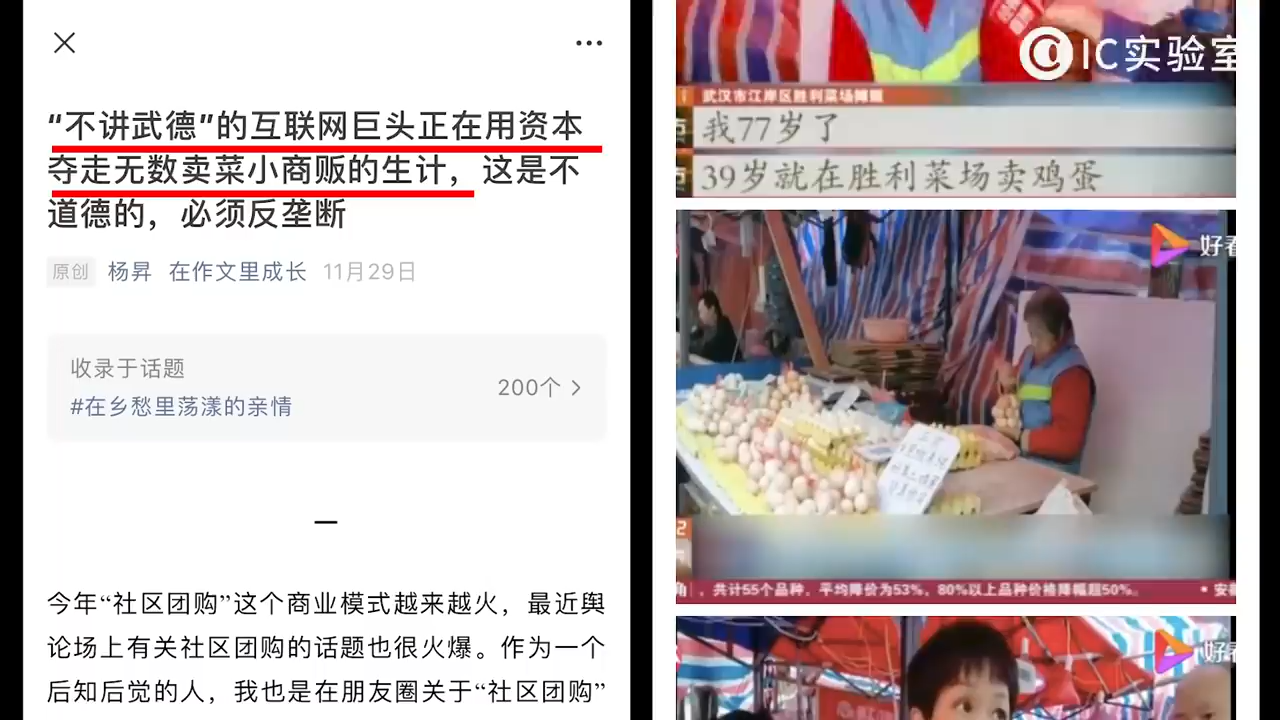 “不讲武德”的互联网巨头正在用资本
夺走无数卖菜小商贩的生计，这是不
道德的，必须反垄断
原创 杨昇 在作文里成长 11月29日
收录于话题
#在乡愁里荡漾的亲情
200个
今年“社区团购”这个商业模式越来越火，最近舆
论场上有关社区团购的话题也很火爆。作为一个
后知后觉的人，我也是在朋友圈关于“社区团购”
IC实验室
武汉市江岸区胜利菜场摊贩
我77岁了
39岁就在胜利菜场卖鸡蛋
好看
，共计55个品种，平均降价为53%，80%以上品种价格降幅超50%。
好看